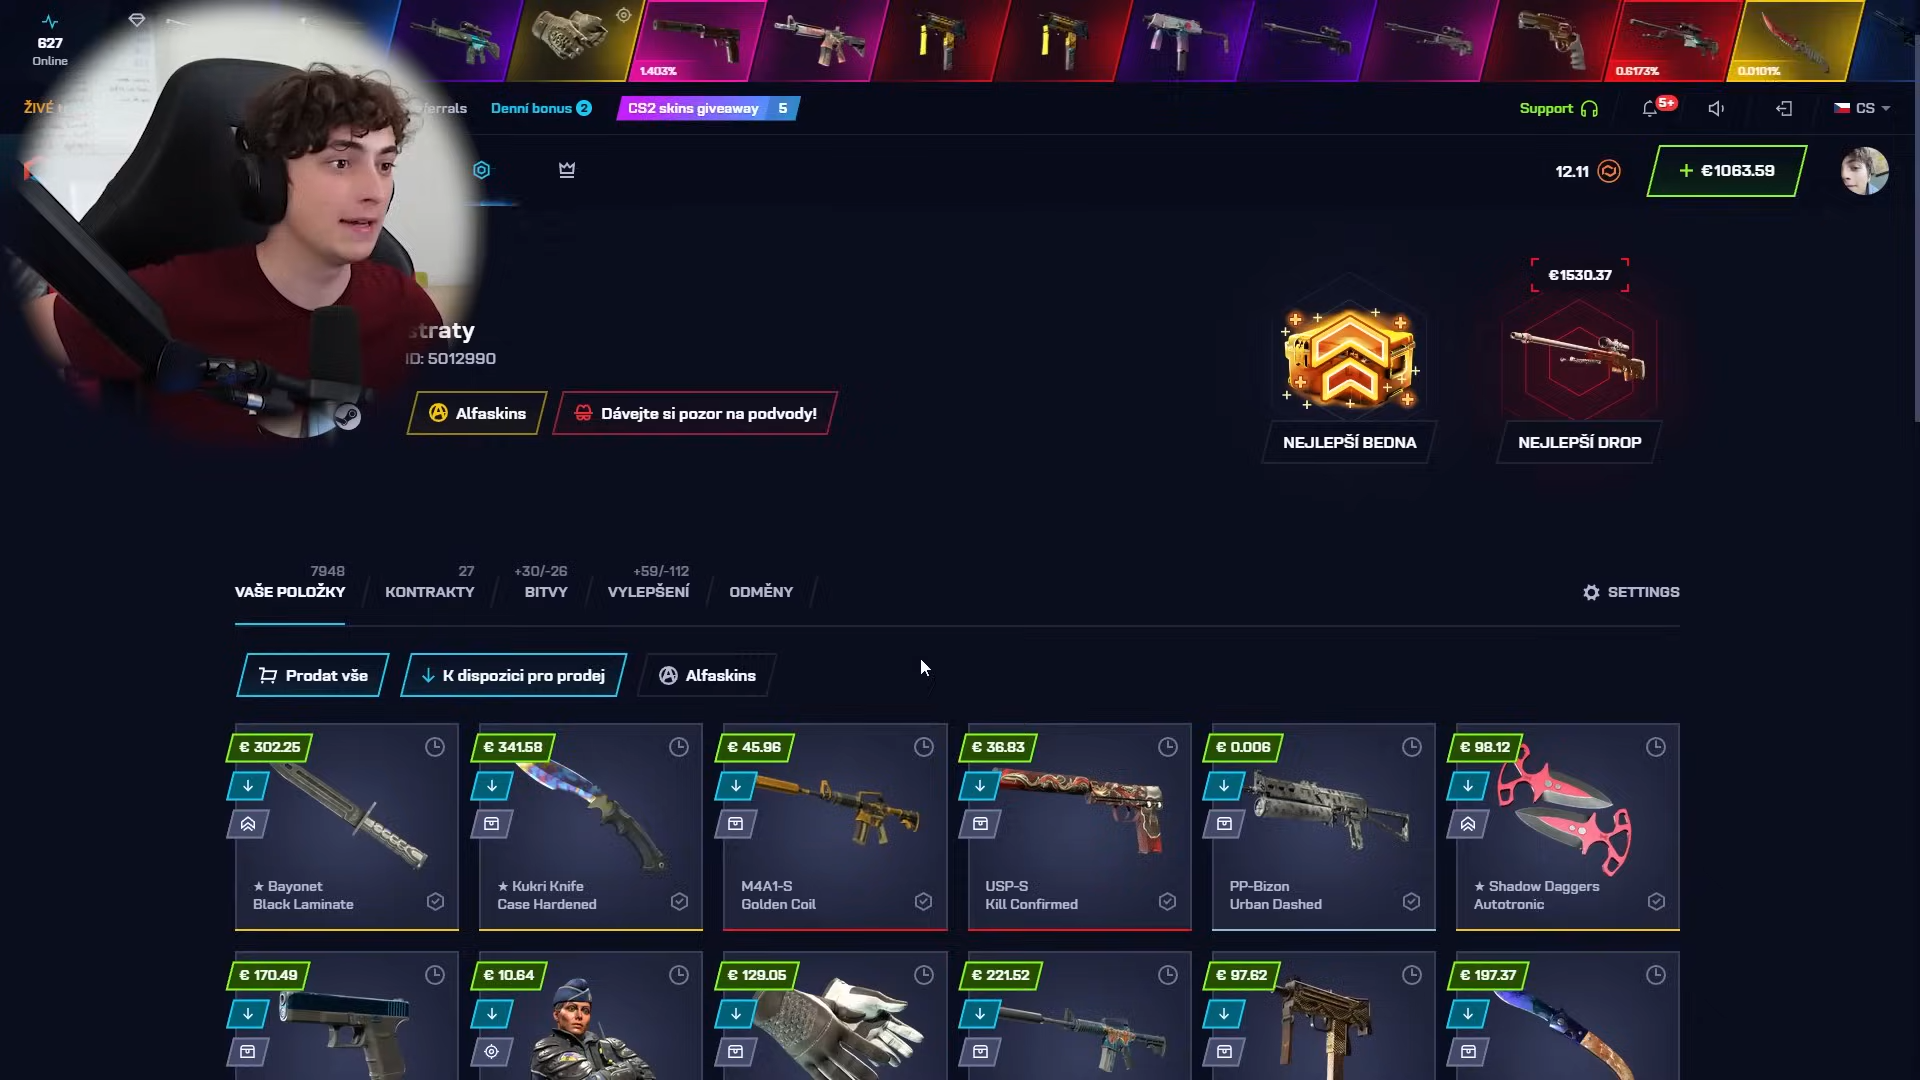 627
Online
1.403%
0.6173%
0.0101%
ŽIVÉ
Denní bonus 2
CS2 skins giveaway 5
Support
5+
CS
12.11
+ €1063.59
€1530.37
straty
ID: 5012990
Alfaskins
Dávejte si pozor na podvody!
NEJLEPŠÍ BEDNA
NEJLEPŠÍ DROP
7948
27
+30/-26
+59/-112
VAŠE POLOŽKY
KONTRAKTY
BITVY
VYLEPŠENÍ
ODMĚNY
SETTINGS
Prodat vše
K dispozici pro prodej
Alfaskins
€ 302.25
€ 341.58
€ 45.96
€ 36.83
€ 0.006
€ 98.12
★ Bayonet
Black Laminate
★ Kukri Knife
Case Hardened
M4A1-S
Golden Coil
USP-S
Kill Confirmed
PP-Bizon
Urban Dashed
★ Shadow Daggers
Autotronic
€ 170.49
€ 10.64
€ 129.05
€ 221.52
€ 97.62
€ 197.37